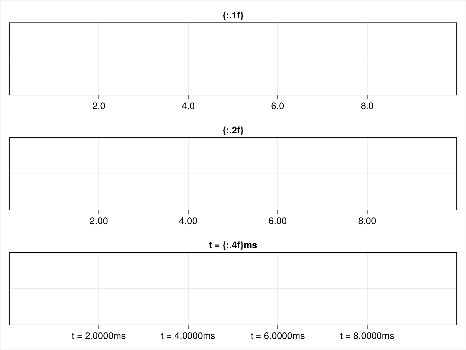 {:.1f}
2.0 4.0 6.0 8.0
{:.2f}
2.00 4.00 6.00 8.00
t = {:.4f}ms
t = 2.0000ms t = 4.0000ms t = 6.0000ms t = 8.0000ms